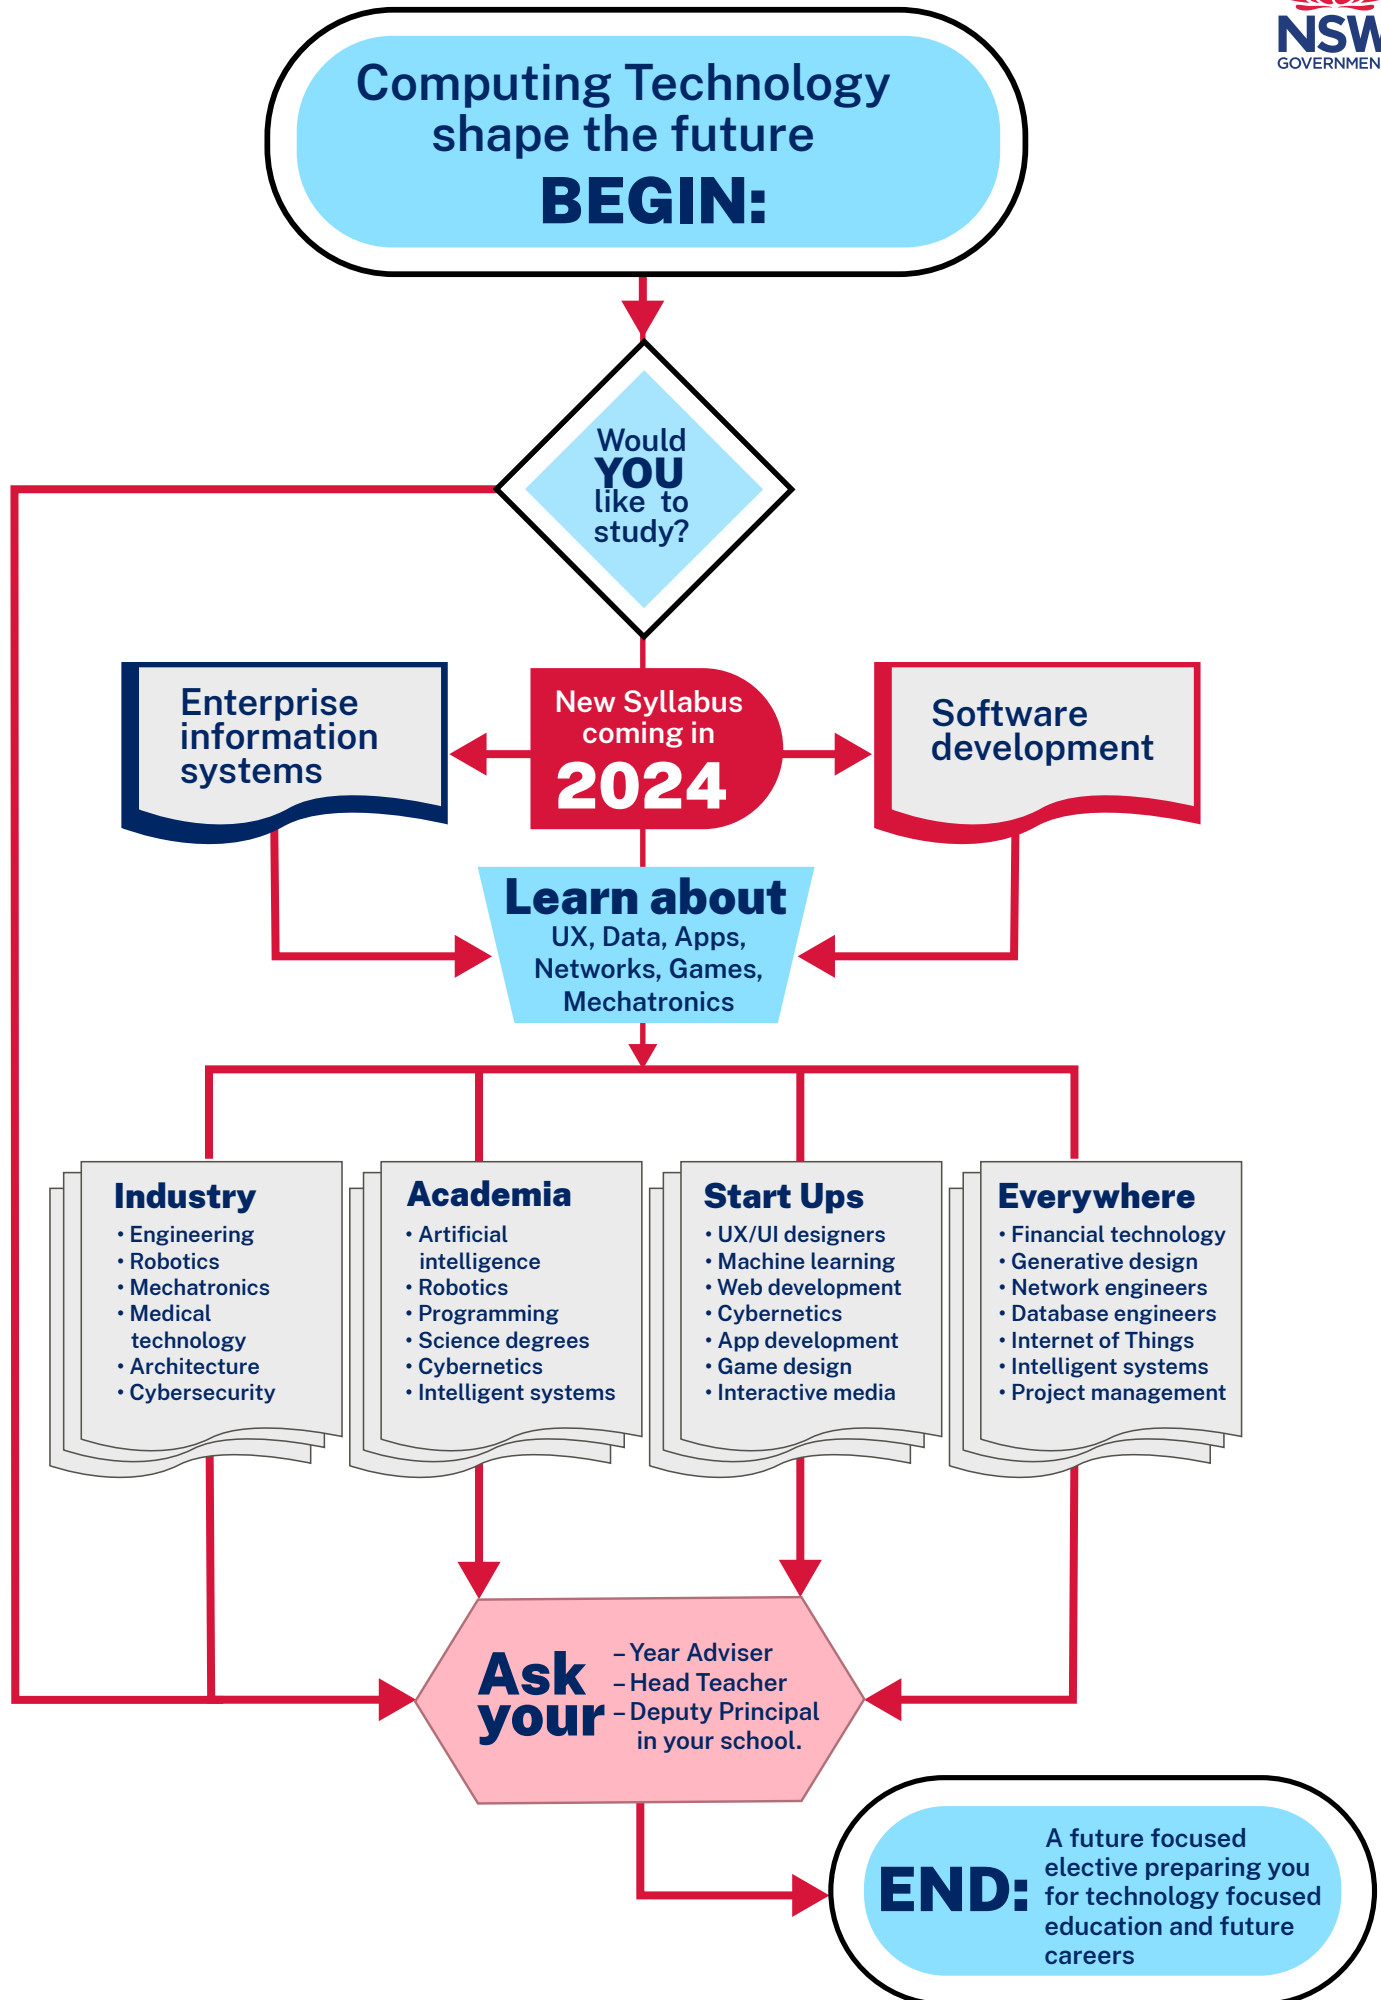 NSW
GOVERNMEN
Computing Technology
shape the future
BEGIN:
Would
YOU
like to
study?
Enterprise
information
systems
New Syllabus
coming in
2024
Software
development
Learn about
UX, Data, Apps,
Networks, Games,
Mechatronics
Industry
• Engineering
• Robotics
• Mechatronics
• Medical
technology
• Architecture
• Cybersecurity
Academia
• Artificial
intelligence
• Robotics
• Programming
• Science degrees
• Cybernetics
• Intelligent systems
Start Ups
• UX/UI designers
• Machine learning
• Web development
• Cybernetics
• App development
• Game design
• Interactive media
Everywhere
• Financial technology
• Generative design
• Network engineers
• Database engineers
• Internet of Things
• Intelligent systems
• Project management
Ask
your
– Year Adviser
– Head Teacher
– Deputy Principal
in your school.
END:
A future focused
elective preparing you
for technology focused
education and future
careers